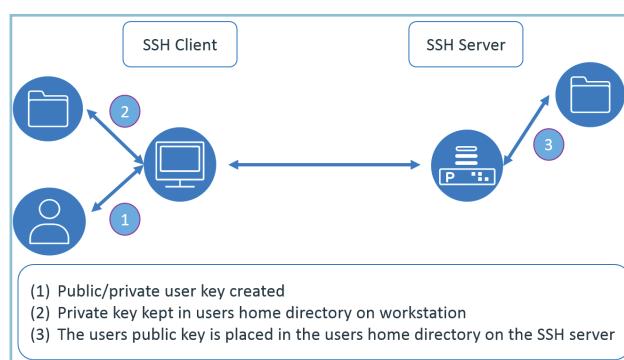 SSH Client
SSH Server
2
3
P
1
(1) Public/private user key created
(2) Private key kept in users home directory on workstation
(3) The users public key is placed in the users home directory on the SSH server